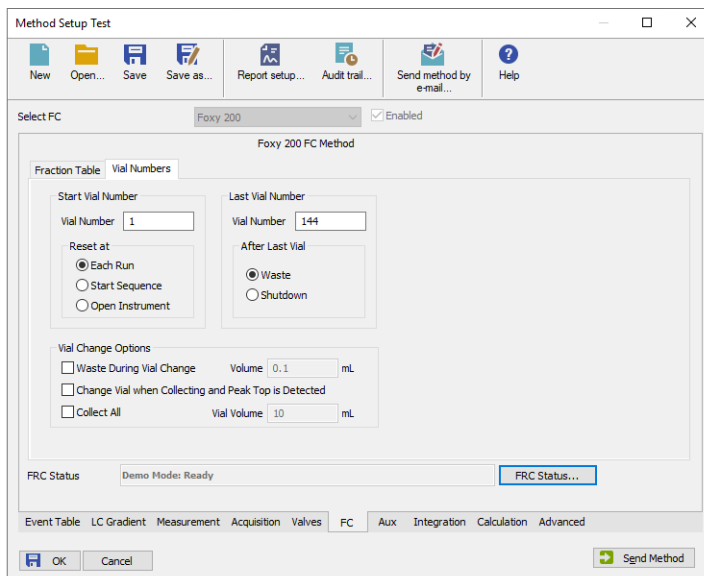 Method Setup Test
New Open... Save Save as... Report setup... Audit trail... Send method by e-mail... Help
Select FC Foxy 200 Enabled
Foxy 200 FC Method
Fraction Table Vial Numbers
Start Vial Number Last Vial Number
Vial Number 1 Vial Number 144
Reset at After Last Vial
Each Run
Waste
Start Sequence
Shutdown
Open Instrument
Vial Change Options
Waste During Vial Change Volume 0.1 mL
Change Vial when Collecting and Peak Top is Detected
Collect All Vial Volume 10 mL
FRC Status Demo Mode: Ready FRC Status...
Event Table LC Gradient Measurement Acquisition Valves FC Aux Integration Calculation Advanced
OK Cancel Send Method